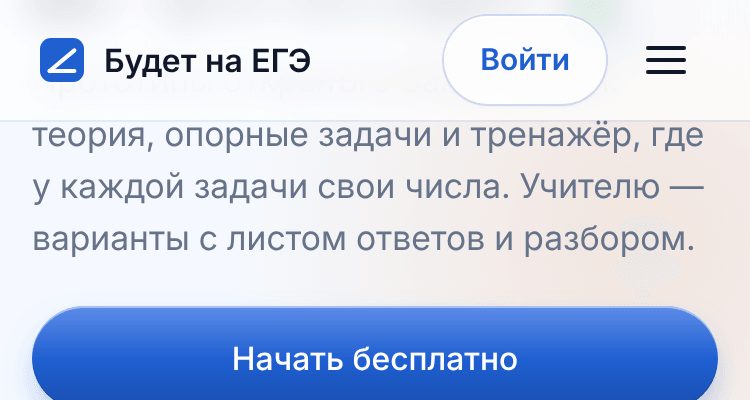 Будет на ЕГЭ
Войти
теория, опорные задачи и тренажёр, где
у каждой задачи свои числа. Учителю —
варианты с листом ответов и разбором.
Начать бесплатно